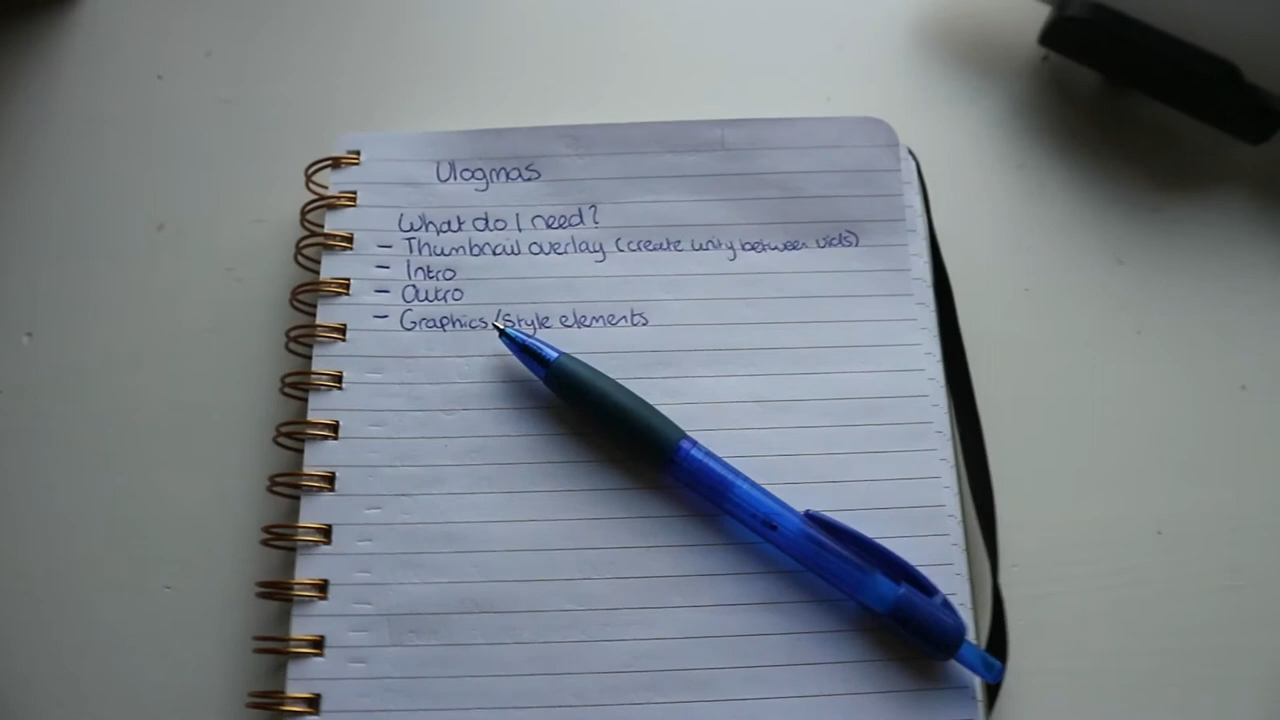 Vlogmas
What do I need?
- Thumbnail overlay (create unity between vids)
- Intro
- Outro
- Graphics/Style elements